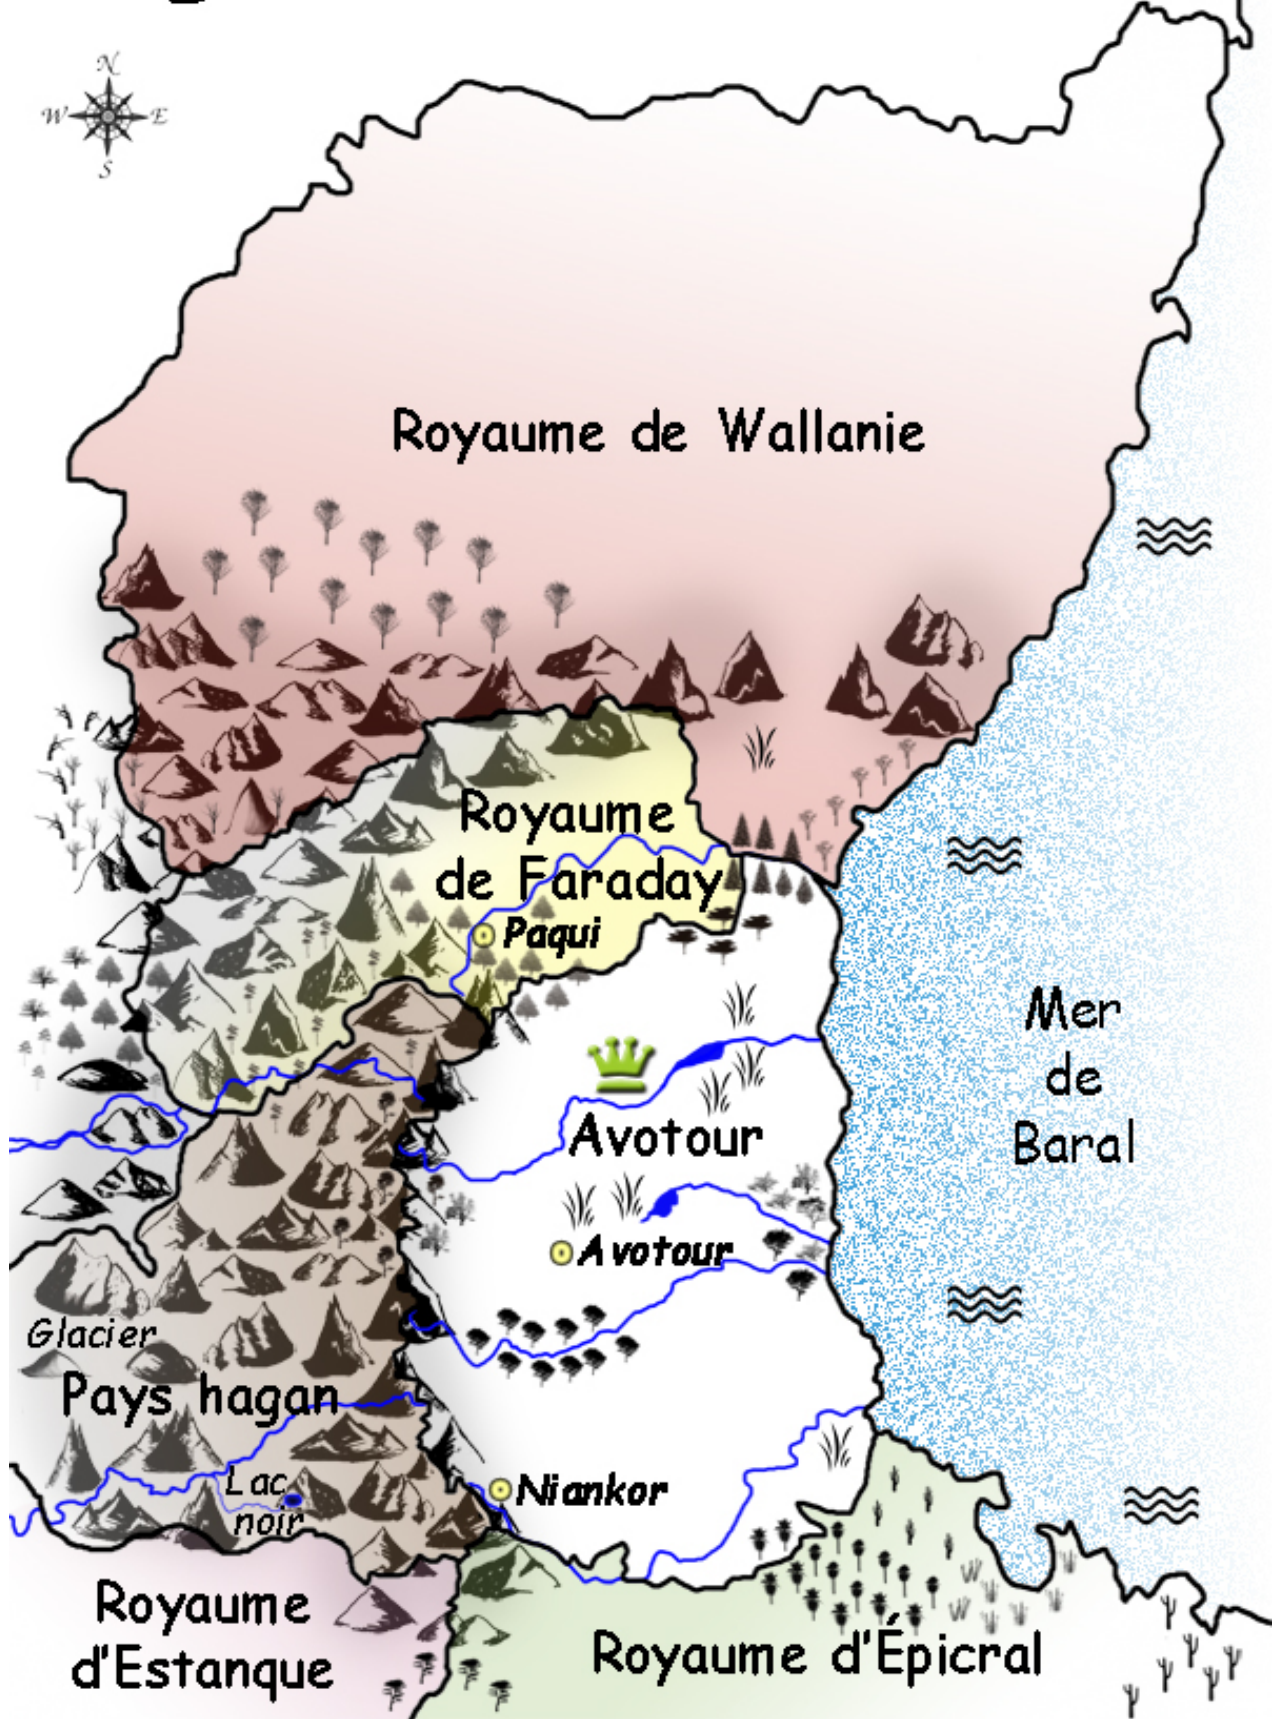 N
W E
S
Royaume de Wallanie
Royaume
de Faraday
Paqui
Mer
de
Baral
Avotour
Avotour
Glacier
Pays hagan
Lac
noir
Niankor
Royaume
d'Estanque
Royaume d'Épicral